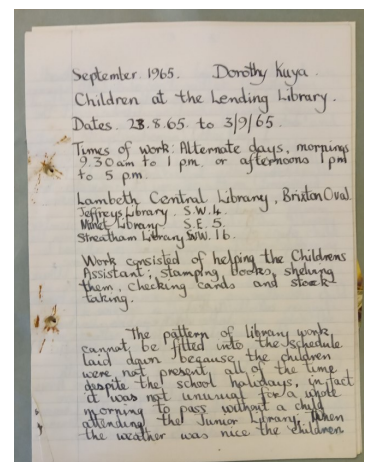 September. 1965. Dorothy Kuya.
Children at the Lending Library.
Dates. 23.8.65. to 3/9/65.
Times of work: Alternate days, mornings
9.30am to 1 pm. or afternoons 1pm
to 5 pm.
Lambeth Central Library, Brixton Oval
Jeffreys Library. S.W.4.
Minet Library S.E.5.
Streatham Library SW.16.
Work consisted of helping the Childrens
Assistant; stamping books, shelving
them, checking cards and stock
taking.
The pattern of library work,
cannot be fitted into the schedule
laid down because the children
were not present all of the time
despite the school holidays, in fact
it was not unusual for a whole
morning to pass without a child
attending the Junior Library. When
the weather was nice the children